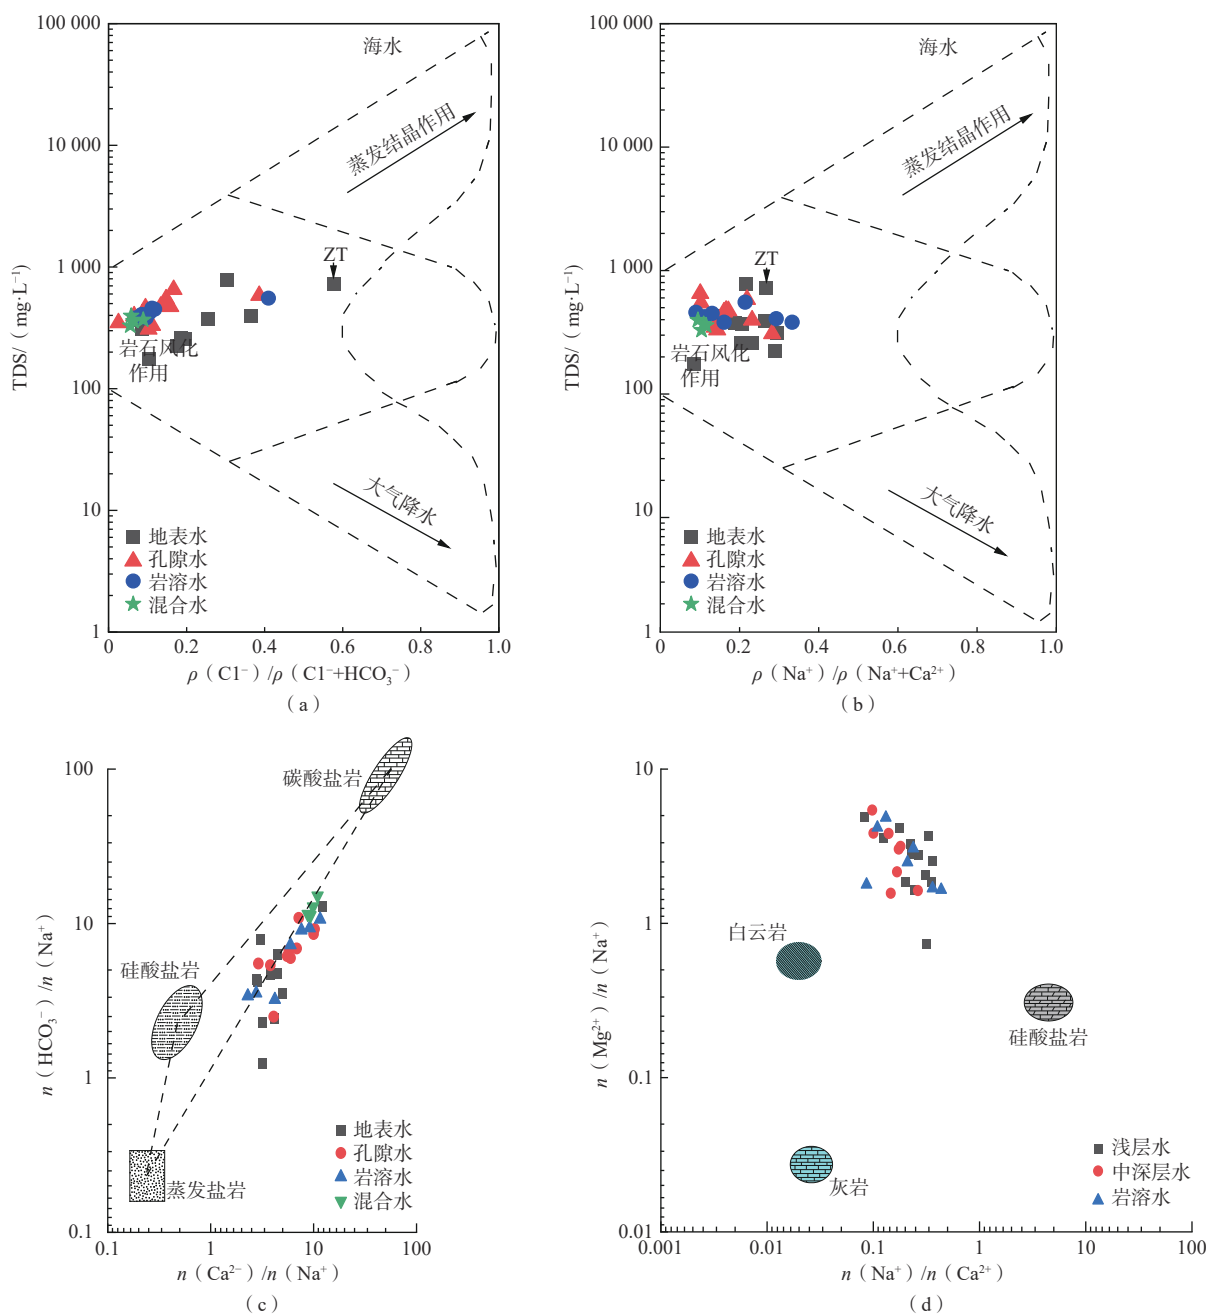 100 000
10 000
1 000
100
10
1
TDS/（mg·L⁻¹）
海水
蒸发结晶作用
ZT
岩石风化
作用
大气降水
地表水
孔隙水
岩溶水
混合水
0 0.2 0.4 0.6 0.8 1.0
ρ（C1⁻）/ρ（C1⁻+HCO₃⁻）
（a）
100 000
10 000
1 000
100
10
1
TDS/（mg·L⁻¹）
海水
蒸发结晶作用
ZT
岩石风化
作用
大气降水
地表水
孔隙水
岩溶水
混合水
0 0.2 0.4 0.6 0.8 1.0
ρ（Na⁺）/ρ（Na⁺+Ca²⁺）
（b）
100
10
1
0.1
n（HCO₃⁻）/n（Na⁺）
碳酸盐岩
硅酸盐岩
蒸发盐岩
地表水
孔隙水
岩溶水
混合水
0.1 1 10 100
n（Ca²⁻）/n（Na⁺）
（c）
10
1
0.1
0.01
n（Mg²⁺）/n（Na⁺）
白云岩
硅酸盐岩
灰岩
浅层水
中深层水
岩溶水
0.001 0.01 0.1 1 10 100
n（Na⁺）/n（Ca²⁺）
（d）